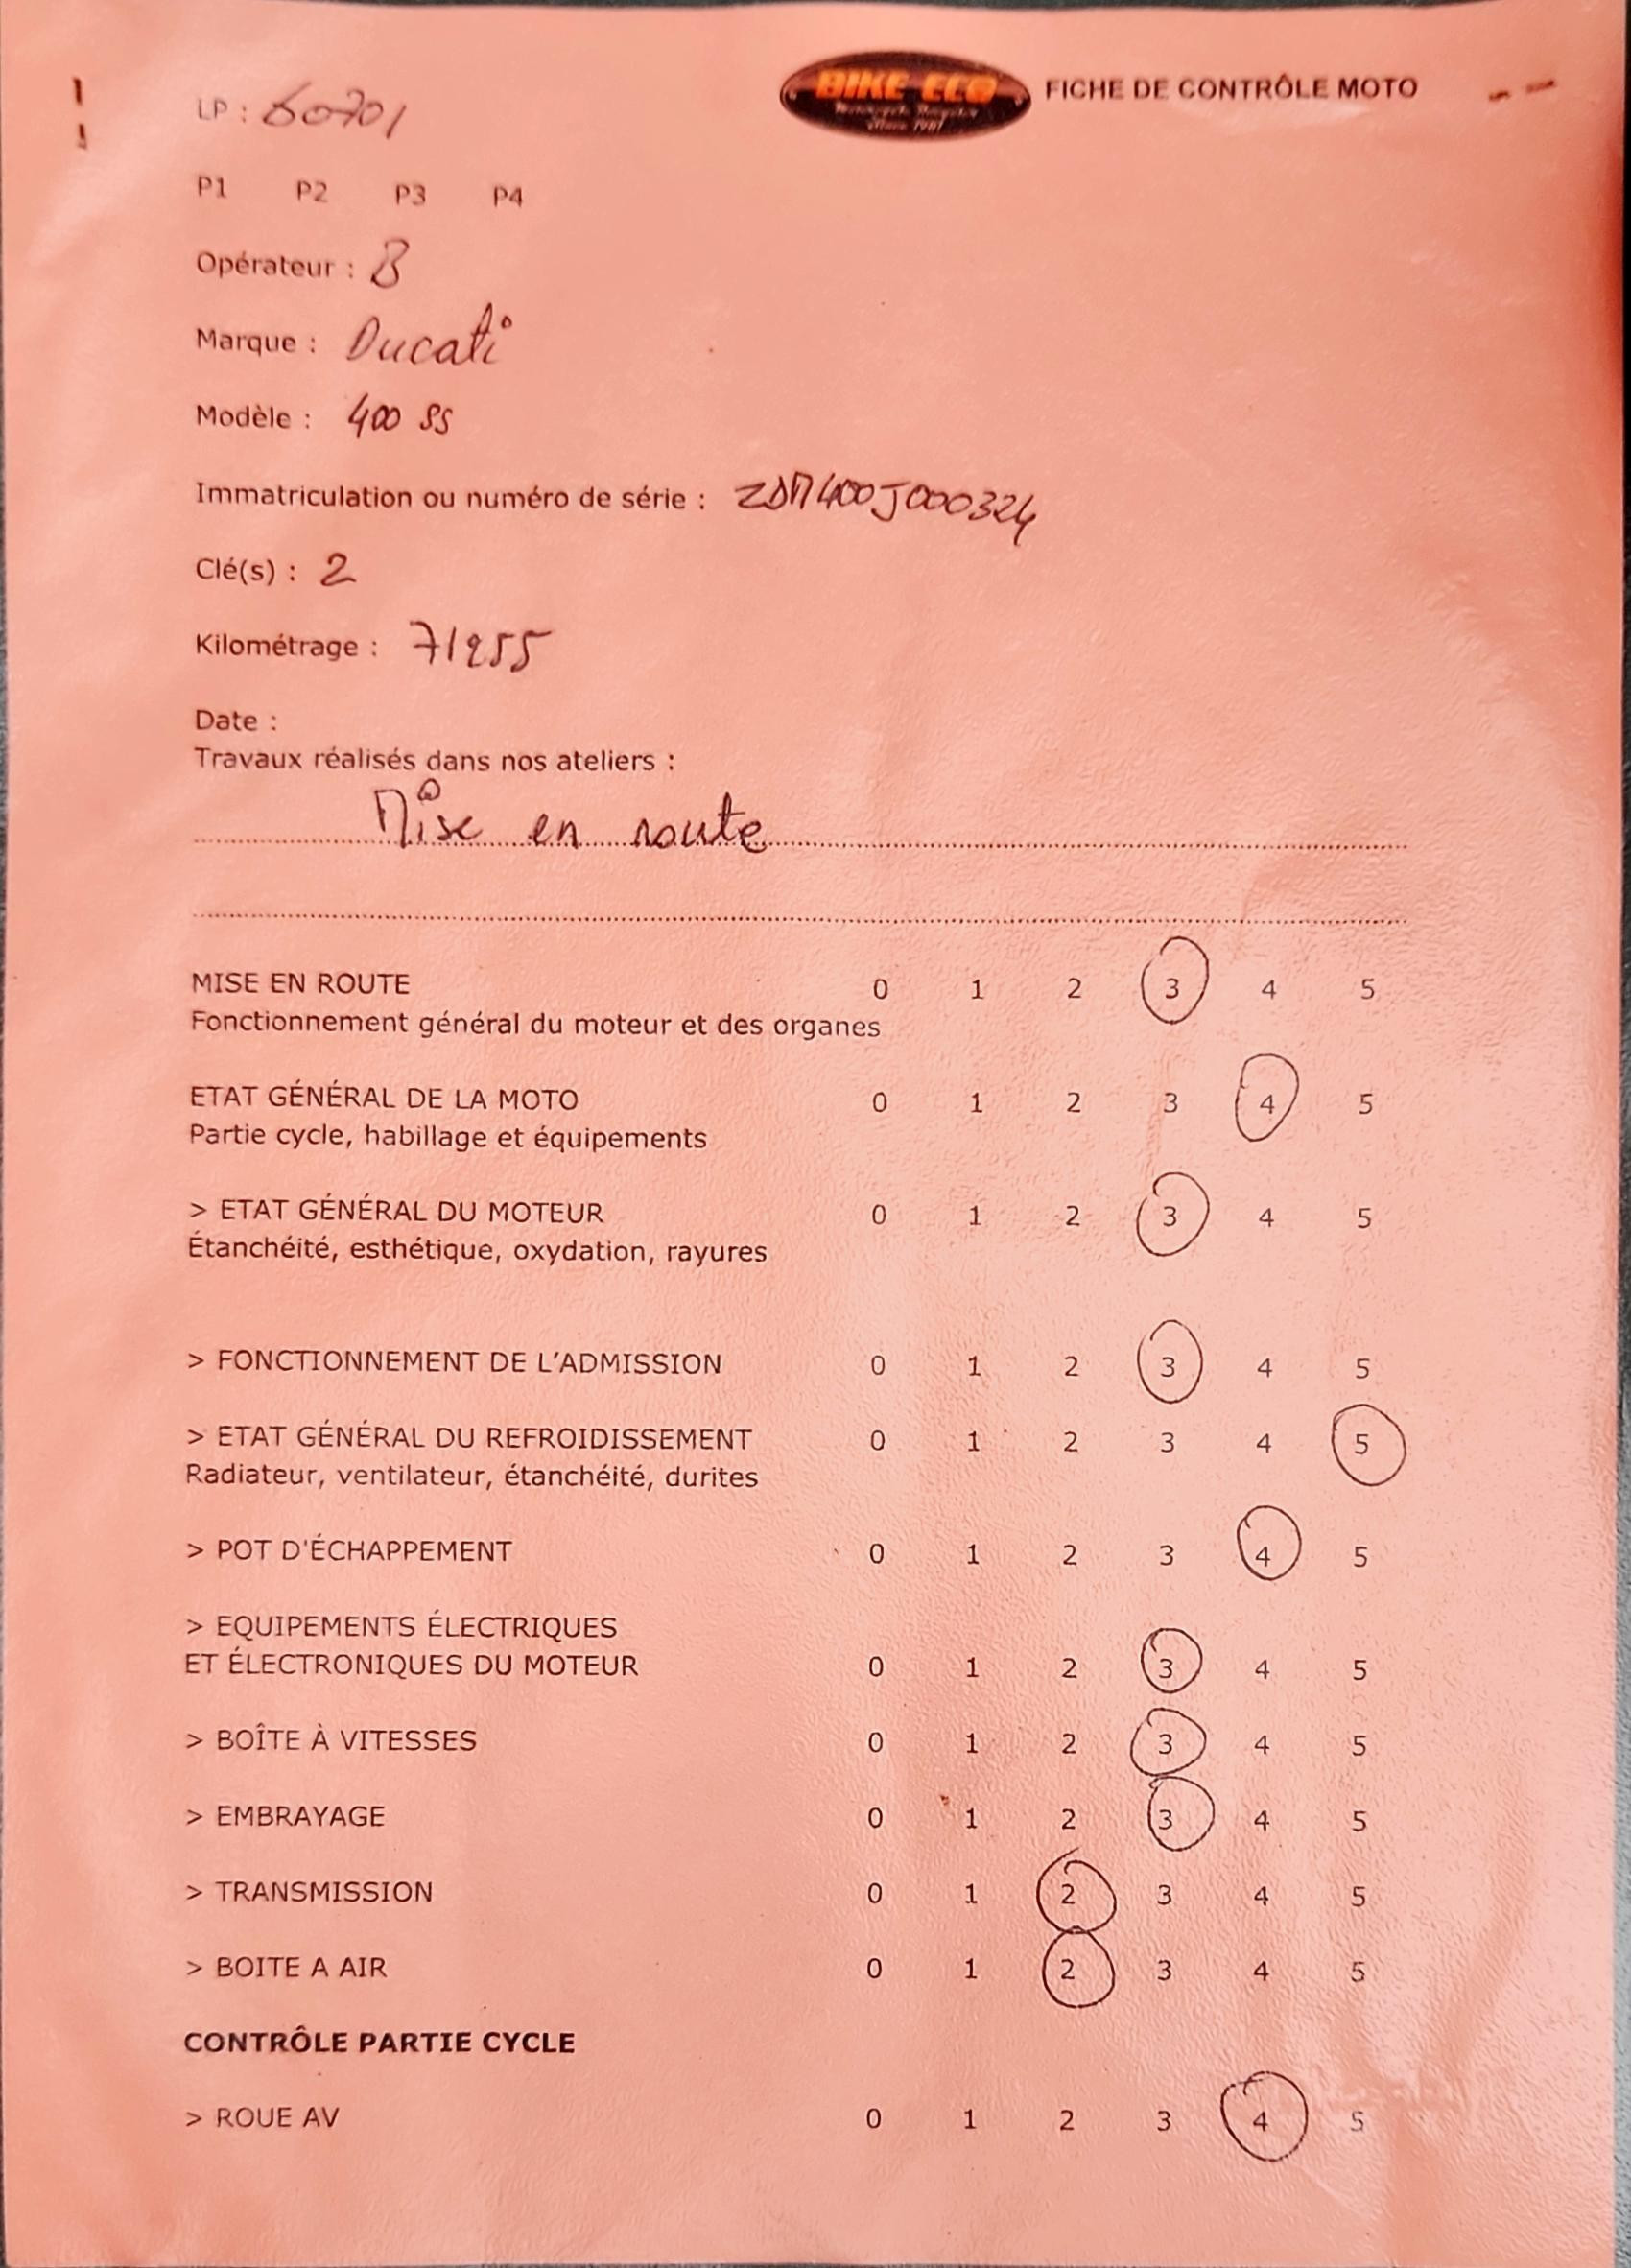 LP : 60701
BIKE-ECO
Motorcycle Recycler
Since 1981
FICHE DE CONTRÔLE MOTO
P1 P2 P3 P4
Opérateur : B
Marque : Ducati
Modèle : 400 SS
Immatriculation ou numéro de série : ZDM400J000324
Clé(s) : 2
Kilométrage : 71255
Date :
Travaux réalisés dans nos ateliers :
Mise en route
MISE EN ROUTE 0 1 2 3 4 5
Fonctionnement général du moteur et des organes
ETAT GÉNÉRAL DE LA MOTO 0 1 2 3 4 5
Partie cycle, habillage et équipements
> ETAT GÉNÉRAL DU MOTEUR 0 1 2 3 4 5
Étanchéité, esthétique, oxydation, rayures
> FONCTIONNEMENT DE L'ADMISSION 0 1 2 3 4 5
> ETAT GÉNÉRAL DU REFROIDISSEMENT 0 1 2 3 4 5
Radiateur, ventilateur, étanchéité, durites
> POT D'ÉCHAPPEMENT 0 1 2 3 4 5
> EQUIPEMENTS ÉLECTRIQUES
ET ÉLECTRONIQUES DU MOTEUR 0 1 2 3 4 5
> BOÎTE À VITESSES 0 1 2 3 4 5
> EMBRAYAGE 0 1 2 3 4 5
> TRANSMISSION 0 1 2 3 4 5
> BOITE A AIR 0 1 2 3 4 5
CONTRÔLE PARTIE CYCLE
> ROUE AV 0 1 2 3 4 5